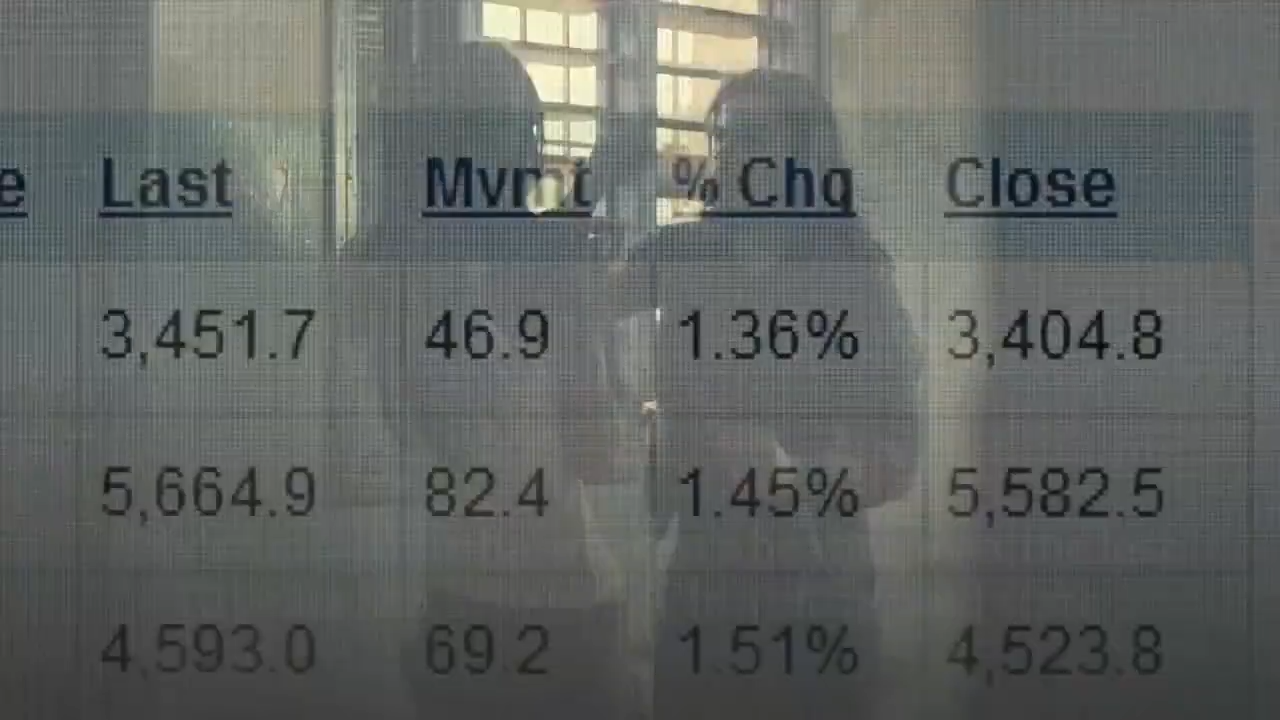 e Last Mvmt % Chg Close
3,451.7 46.9 1.36% 3,404.8
5,664.9 82.4 1.45% 5,582.5
4,593.0 69.2 1.51% 4,523.8